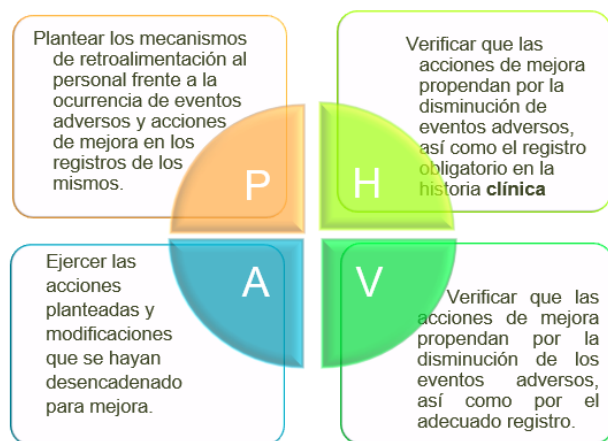 Plantear los mecanismos
de retroalimentación al
personal frente a la
ocurrencia de eventos
adversos y acciones
de mejora en los
registros de los
mismos.
Verificar que las
acciones de mejora
propendan por la
disminución de
eventos adversos,
así como el registro
obligatorio en la
historia clínica
P
H
A
V
Ejercer las
acciones
planteadas y
modificaciones
que se hayan
desencadenado
para mejora.
Verificar que las
acciones de mejora
propendan por la
disminución de los
eventos adversos,
así como por el
adecuado registro.